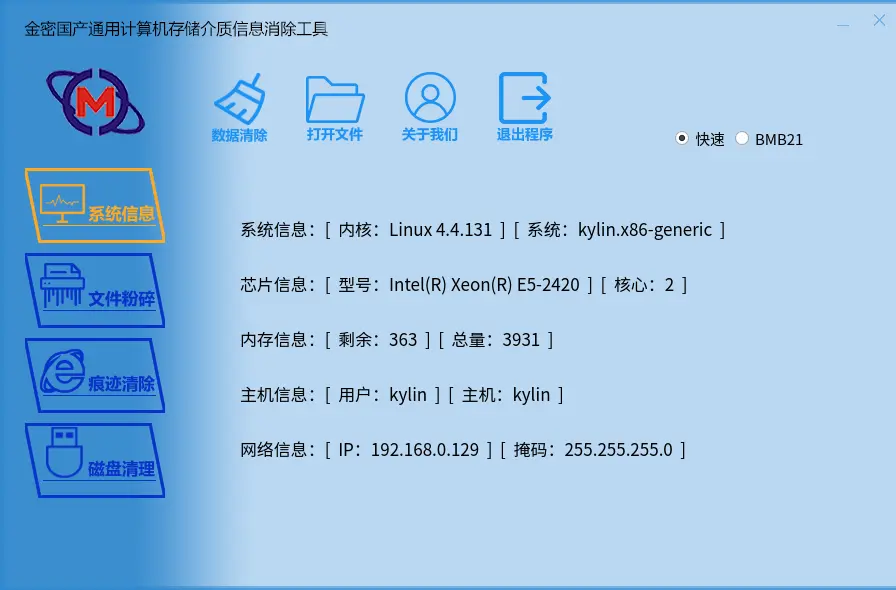 金密国产通用计算机存储介质信息消除工具
M
数据清除 打开文件 关于我们 退出程序
快速 BMB21
系统信息
文件粉碎
痕迹清除
磁盘清理
系统信息：[ 内核：Linux 4.4.131 ] [ 系统：kylin.x86-generic ]
芯片信息：[ 型号：Intel(R) Xeon(R) E5-2420 ] [ 核心：2 ]
内存信息：[ 剩余：363 ] [ 总量：3931 ]
主机信息：[ 用户：kylin ] [ 主机：kylin ]
网络信息：[ IP：192.168.0.129 ] [ 掩码：255.255.255.0 ]